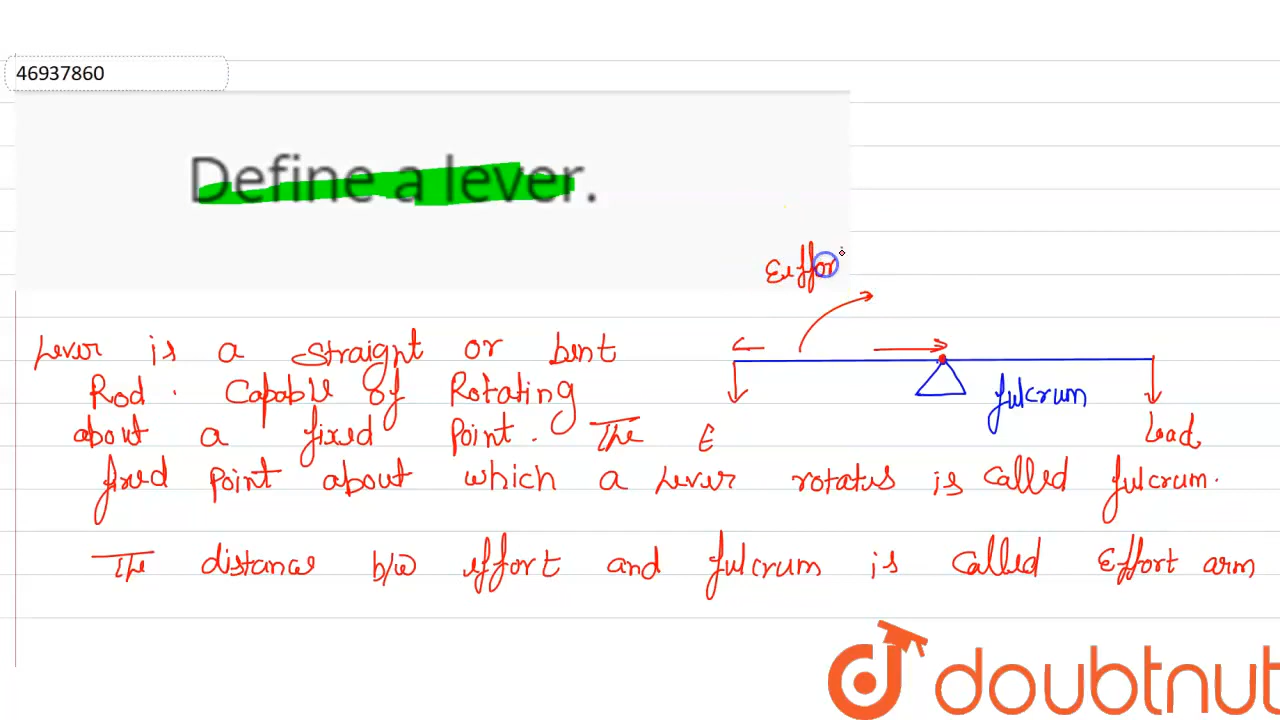 46937860
Define a lever.
Effor
Lever is a straight or bent
Rod. Capable of Rotating
fulcrum
about a fixed Point. The E
load
fixed point about which a Lever rotates is called fulcrum.
The distance b/w effort and fulcrum is called Effort arm
doubtnut